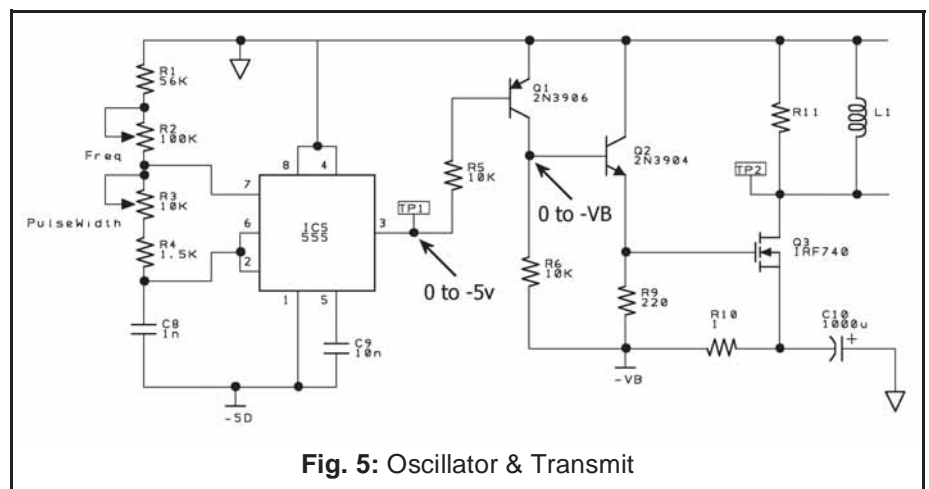 R1
56K
R2
100K
Freq
R3
10K
PulseWidth
R4
1.5K
C8
1n
-5D
8 4
7
6
2
IC5
555
3
1 5
C9
10n
TP1
0 to -5v
R5
10K
Q1
2N3906
0 to -VB
R6
10K
Q2
2N3904
R9
220
-VB
R10
1
R11
L1
TP2
Q3
IRF740
C10
1000u
+
Fig. 5: Oscillator & Transmit